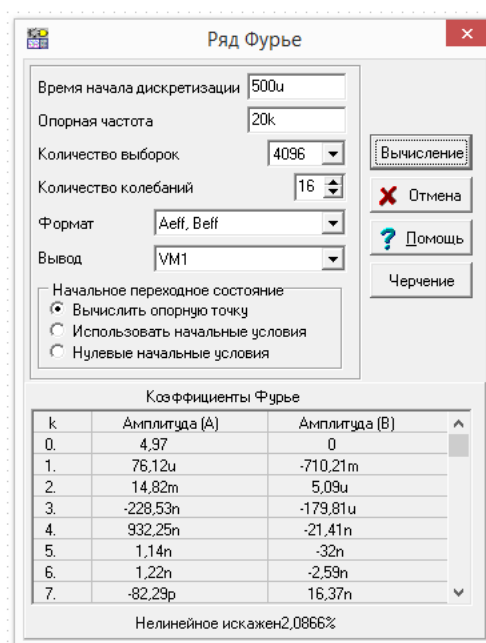 Ряд Фурье
Время начала дискретизации 500u
Опорная частота 20k
Количество выборок 4096
Количество колебаний 16
Формат Aeff, Beff
Вывод VM1
Вычисление
Отмена
Помощь
Черчение
Начальное переходное состояние
Вычислить опорную точку
Использовать начальные условия
Нулевые начальные условия
Коэффициенты Фурье
k Амплитуда (A) Амплитуда (B)
0. 4,97 0
1. 76,12u -710,21m
2. 14,82m 5,09u
3. -228,53n -179,81u
4. 932,25n -21,41n
5. 1,14n -32n
6. 1,22n -2,59n
7. -82,29p 16,37n
Нелинейное искажен2,0866%